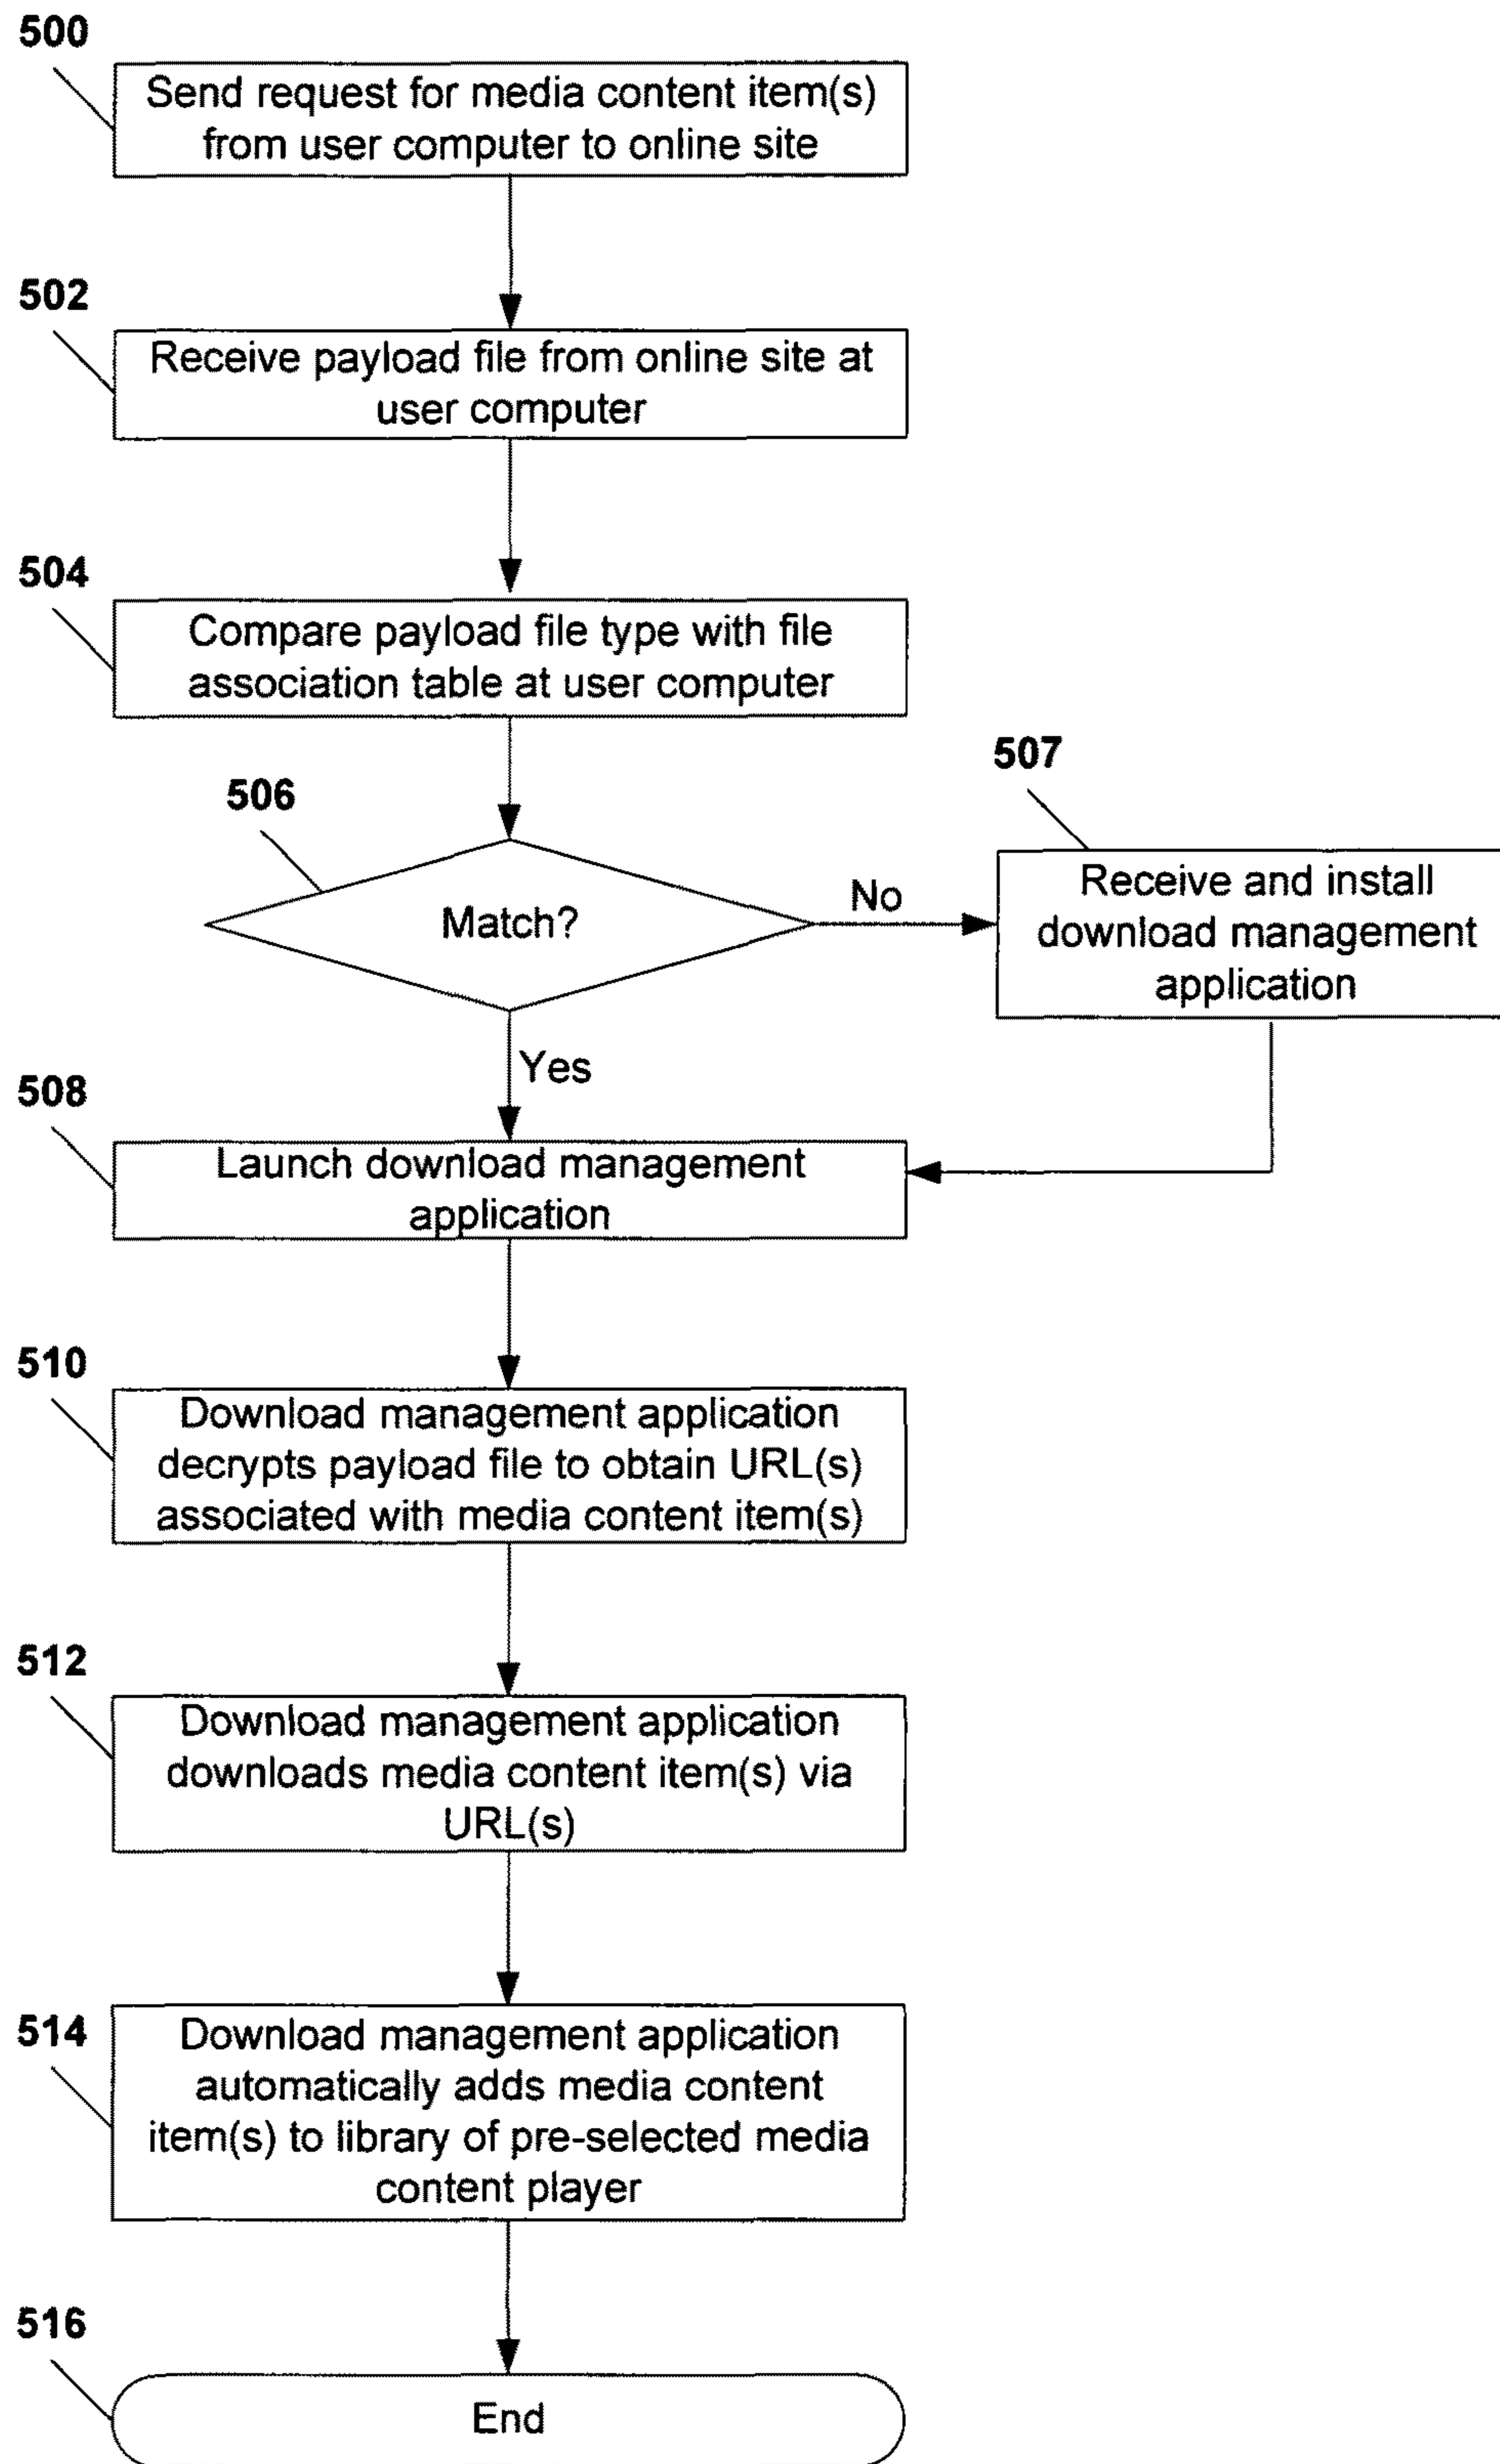 500
Send request for media content item(s)
from user computer to online site
502
Receive payload file from online site at
user computer
504
Compare payload file type with file
association table at user computer
506
Match?
No
507
Receive and install
download management
application
Yes
508
Launch download management
application
510
Download management application
decrypts payload file to obtain URL(s)
associated with media content item(s)
512
Download management application
downloads media content item(s) via
URL(s)
514
Download management application
automatically adds media content
item(s) to library of pre-selected media
content player
516
End